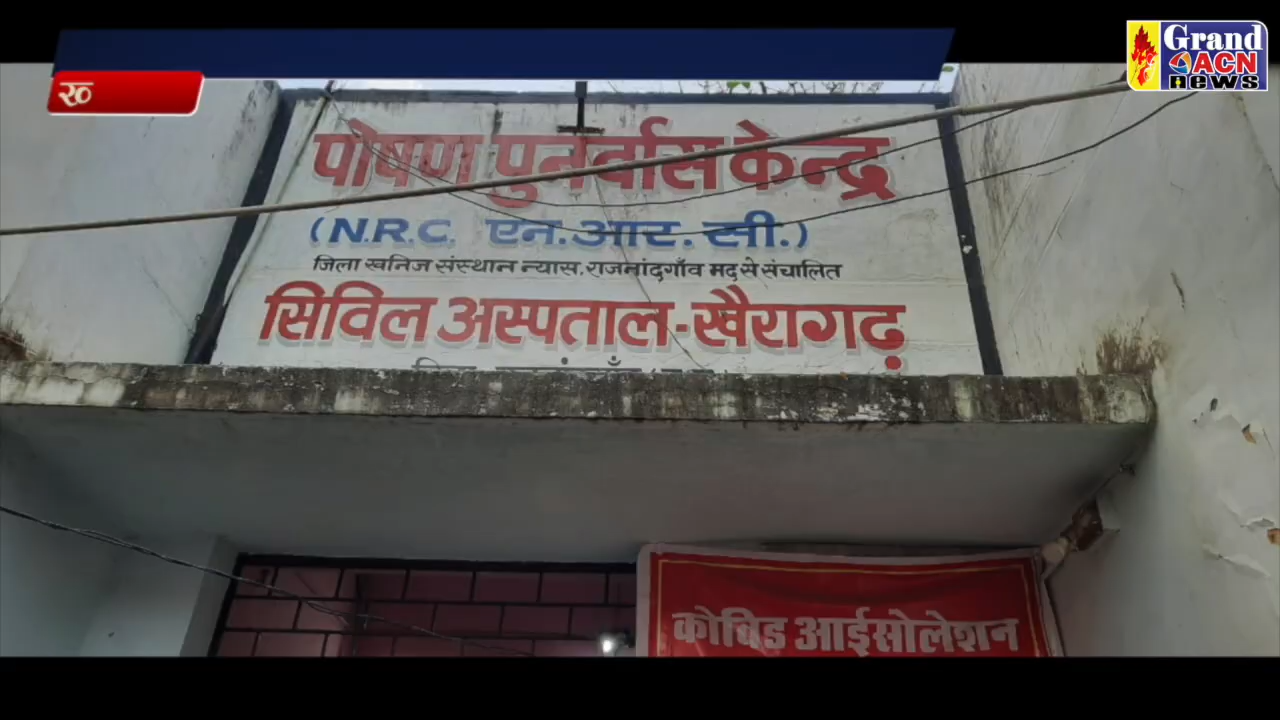 Grand
ACN
news
पोषण पुनर्वास केन्द्र
(N.R.C. एन.आर.सी.)
जिला खनिज संस्थान न्यास, राजनांदगाँव मद से संचालित
सिविल अस्पताल-खैरागढ़
कोविड आईसोलेशन